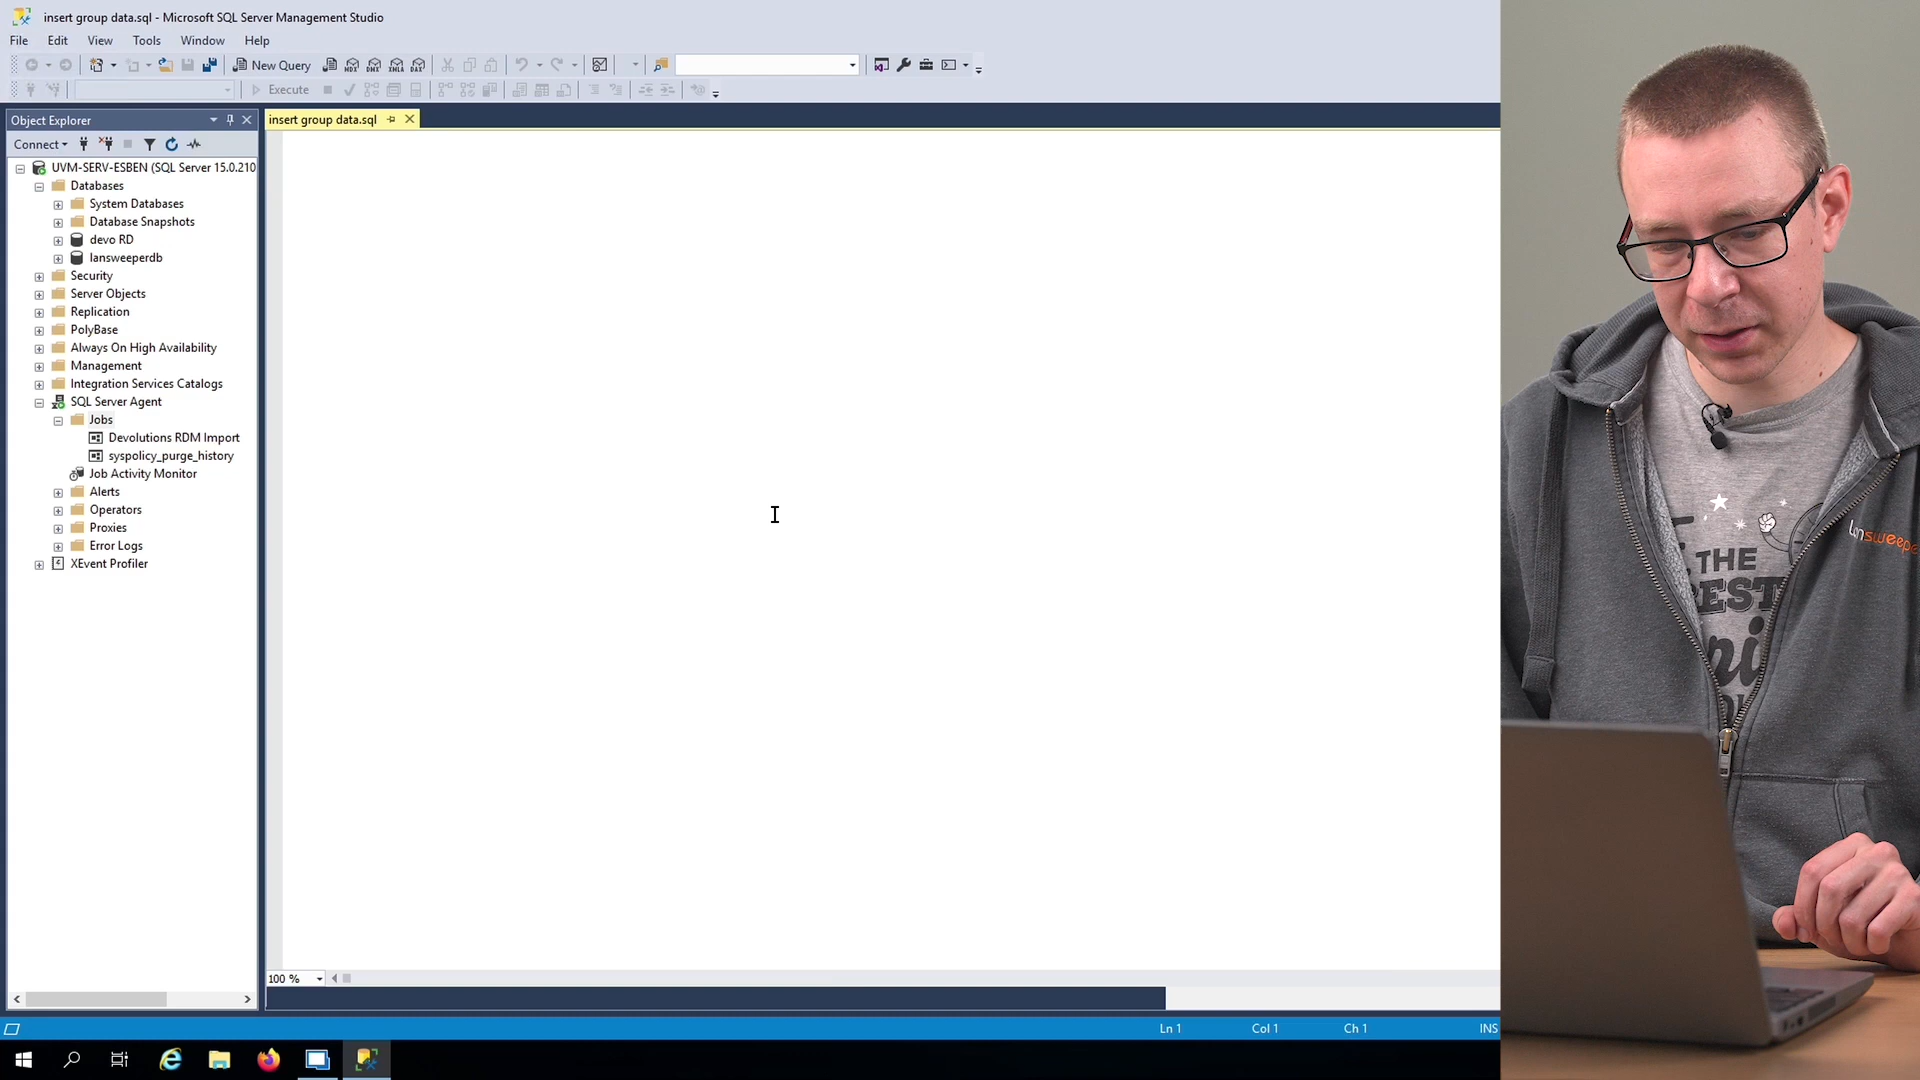 insert group data.sql - Microsoft SQL Server Management Studio
File Edit View Tools Window Help
New Query
Execute
Object Explorer
insert group data.sql
Connect
UVM-SERV-ESBEN (SQL Server 15.0.210
Databases
System Databases
Database Snapshots
devo RD
lansweeperdb
Security
Server Objects
Replication
PolyBase
Always On High Availability
Management
Integration Services Catalogs
SQL Server Agent
Jobs
Devolutions RDM Import
syspolicy_purge_history
Job Activity Monitor
Alerts
Operators
Proxies
Error Logs
XEvent Profiler
100 %
Ln 1 Col 1 Ch 1 INS
Lansweepe
THE